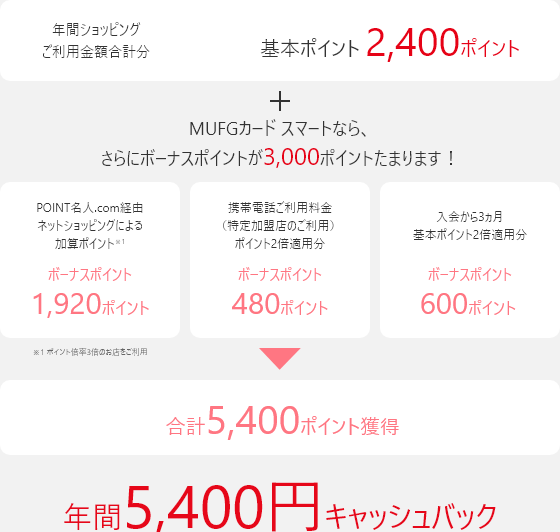 年間ショッピング
ご利用金額合計分
基本ポイント 2,400ポイント
+
MUFGカード スマートなら、
さらにボーナスポイントが3,000ポイントたまります！
POINT名人.com経由
ネットショッピングによる
加算ポイント※1
ボーナスポイント
1,920ポイント
携帯電話ご利用料金
（特定加盟店のご利用）
ポイント2倍適用分
ボーナスポイント
480ポイント
入会から3ヵ月
基本ポイント2倍適用分
ボーナスポイント
600ポイント
※1 ポイント倍率3倍のお店をご利用
合計5,400ポイント獲得
年間5,400円キャッシュバック